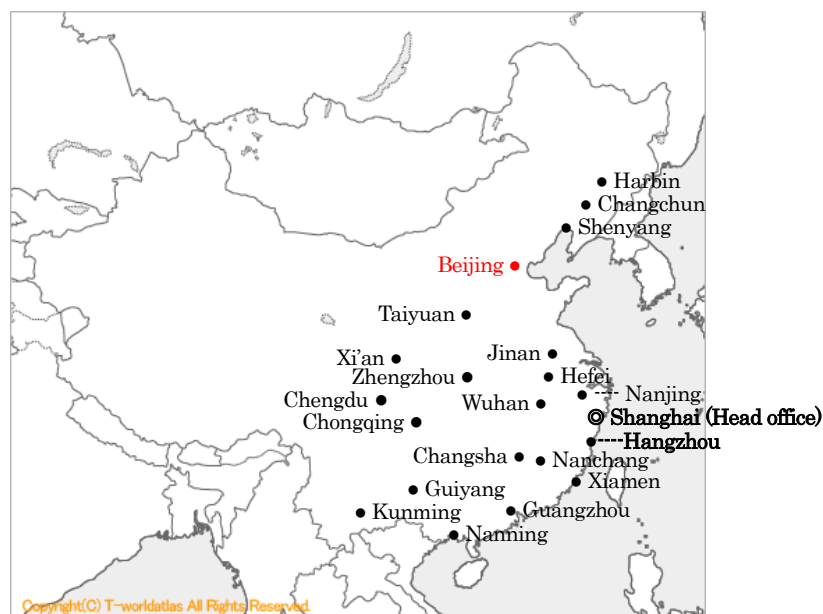 Harbin
Changchun
Shenyang
Beijing
Taiyuan
Jinan
Xi'an
Zhengzhou
Hefei
Chengdu
Wuhan
Nanjing
Chongqing
Shanghai (Head office)
Hangzhou
Changsha
Nanchang
Xiamen
Guiyang
Kunming
Guangzhou
Nanning
Copyright(C) T-worldatlas All Rights Reserved.